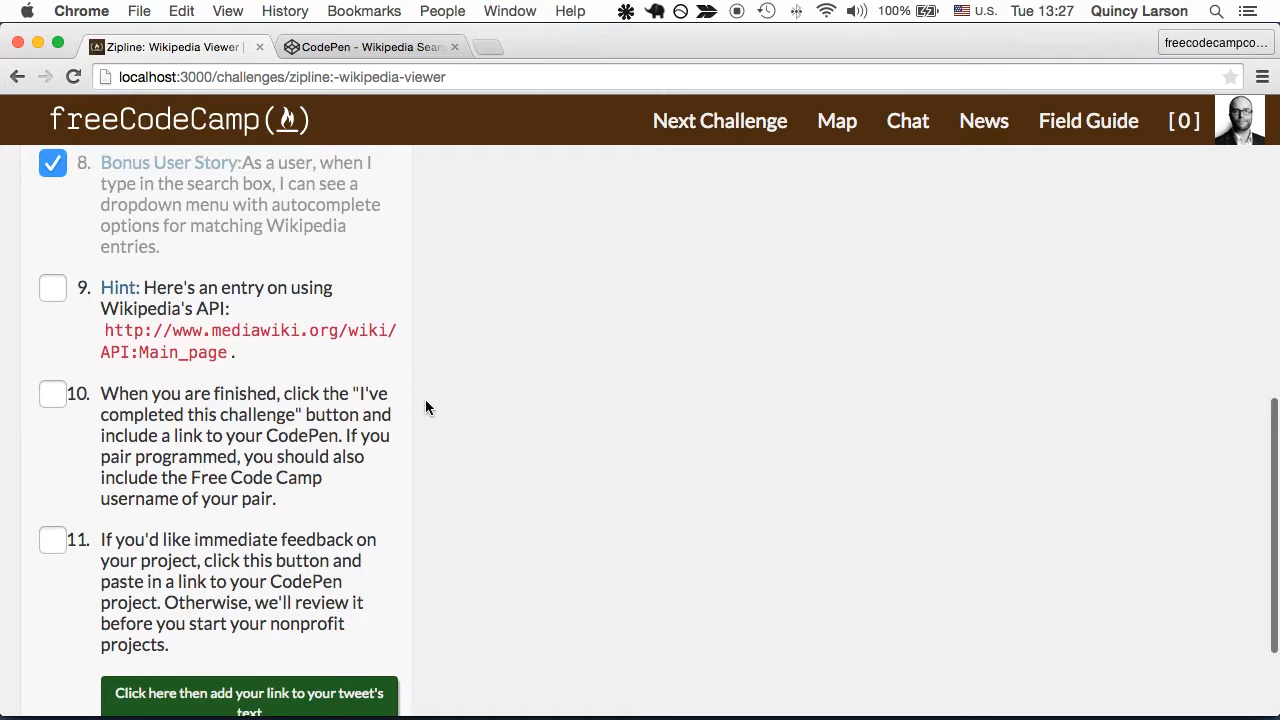 Chrome File Edit View History Bookmarks People Window Help 100% U.S. Tue 13:27 Quincy Larson
Zipline: Wikipedia Viewer | CodePen - Wikipedia Sear freecodecampco...
localhost:3000/challenges/zipline:-wikipedia-viewer
freeCodeCamp( ) Next Challenge Map Chat News Field Guide [ 0 ]
8. Bonus User Story:As a user, when I
type in the search box, I can see a
dropdown menu with autocomplete
options for matching Wikipedia
entries.
9. Hint: Here's an entry on using
Wikipedia's API:
http://www.mediawiki.org/wiki/
API:Main_page .
10. When you are finished, click the "I've
completed this challenge" button and
include a link to your CodePen. If you
pair programmed, you should also
include the Free Code Camp
username of your pair.
11. If you'd like immediate feedback on
your project, click this button and
paste in a link to your CodePen
project. Otherwise, we'll review it
before you start your nonprofit
projects.
Click here then add your link to your tweet's
text